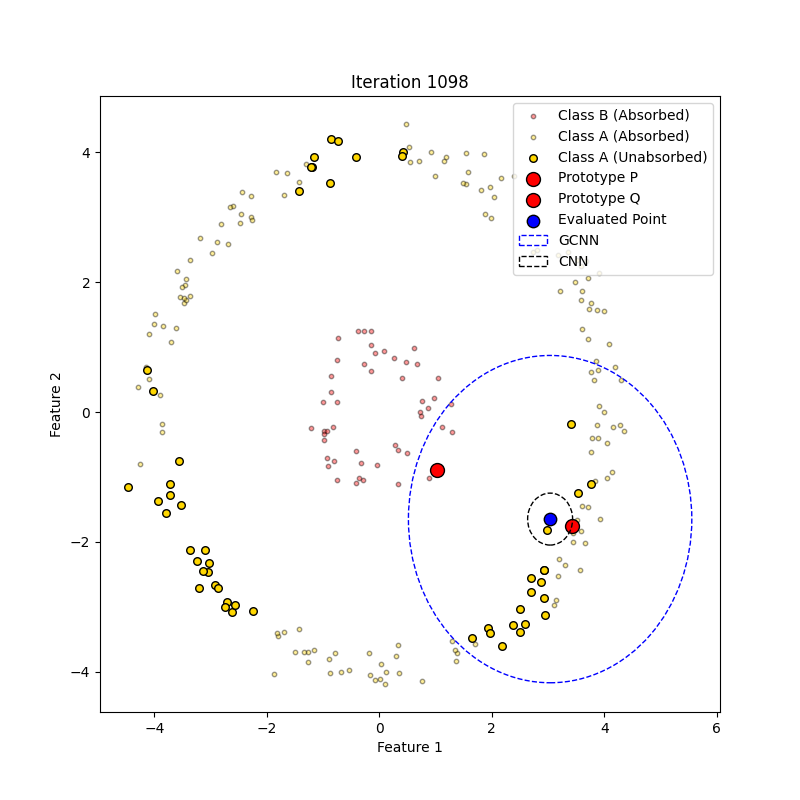 Iteration 1098
Class B (Absorbed)
Class A (Absorbed)
Class A (Unabsorbed)
Prototype P
Prototype Q
Evaluated Point
GCNN
CNN
4
2
0
−2
−4
Feature 2
−4
−2
0
2
4
6
Feature 1